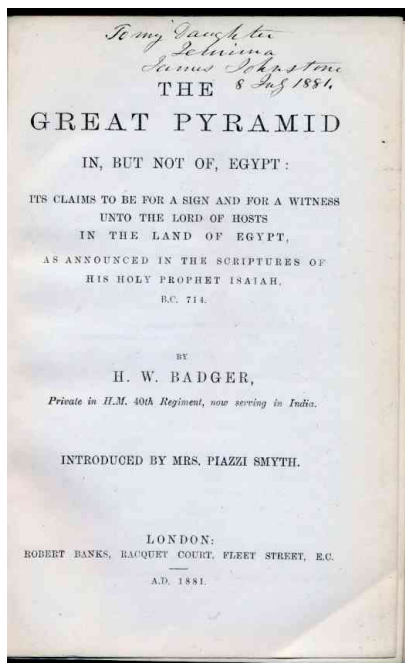 To my Daughter
Jemima
James Johnstone
8 July 1881.
THE
GREAT PYRAMID
IN, BUT NOT OF, EGYPT:
ITS CLAIMS TO BE FOR A SIGN AND FOR A WITNESS
UNTO THE LORD OF HOSTS
IN THE LAND OF EGYPT,
AS ANNOUNCED IN THE SCRIPTURES OF
HIS HOLY PROPHET ISAIAH,
B.C. 714.
BY
H. W. BADGER,
Private in H.M. 40th Regiment, now serving in India.
INTRODUCED BY MRS. PIAZZI SMYTH.
LONDON:
ROBERT BANKS, RACQUET COURT, FLEET STREET, E.C.
A.D. 1881.